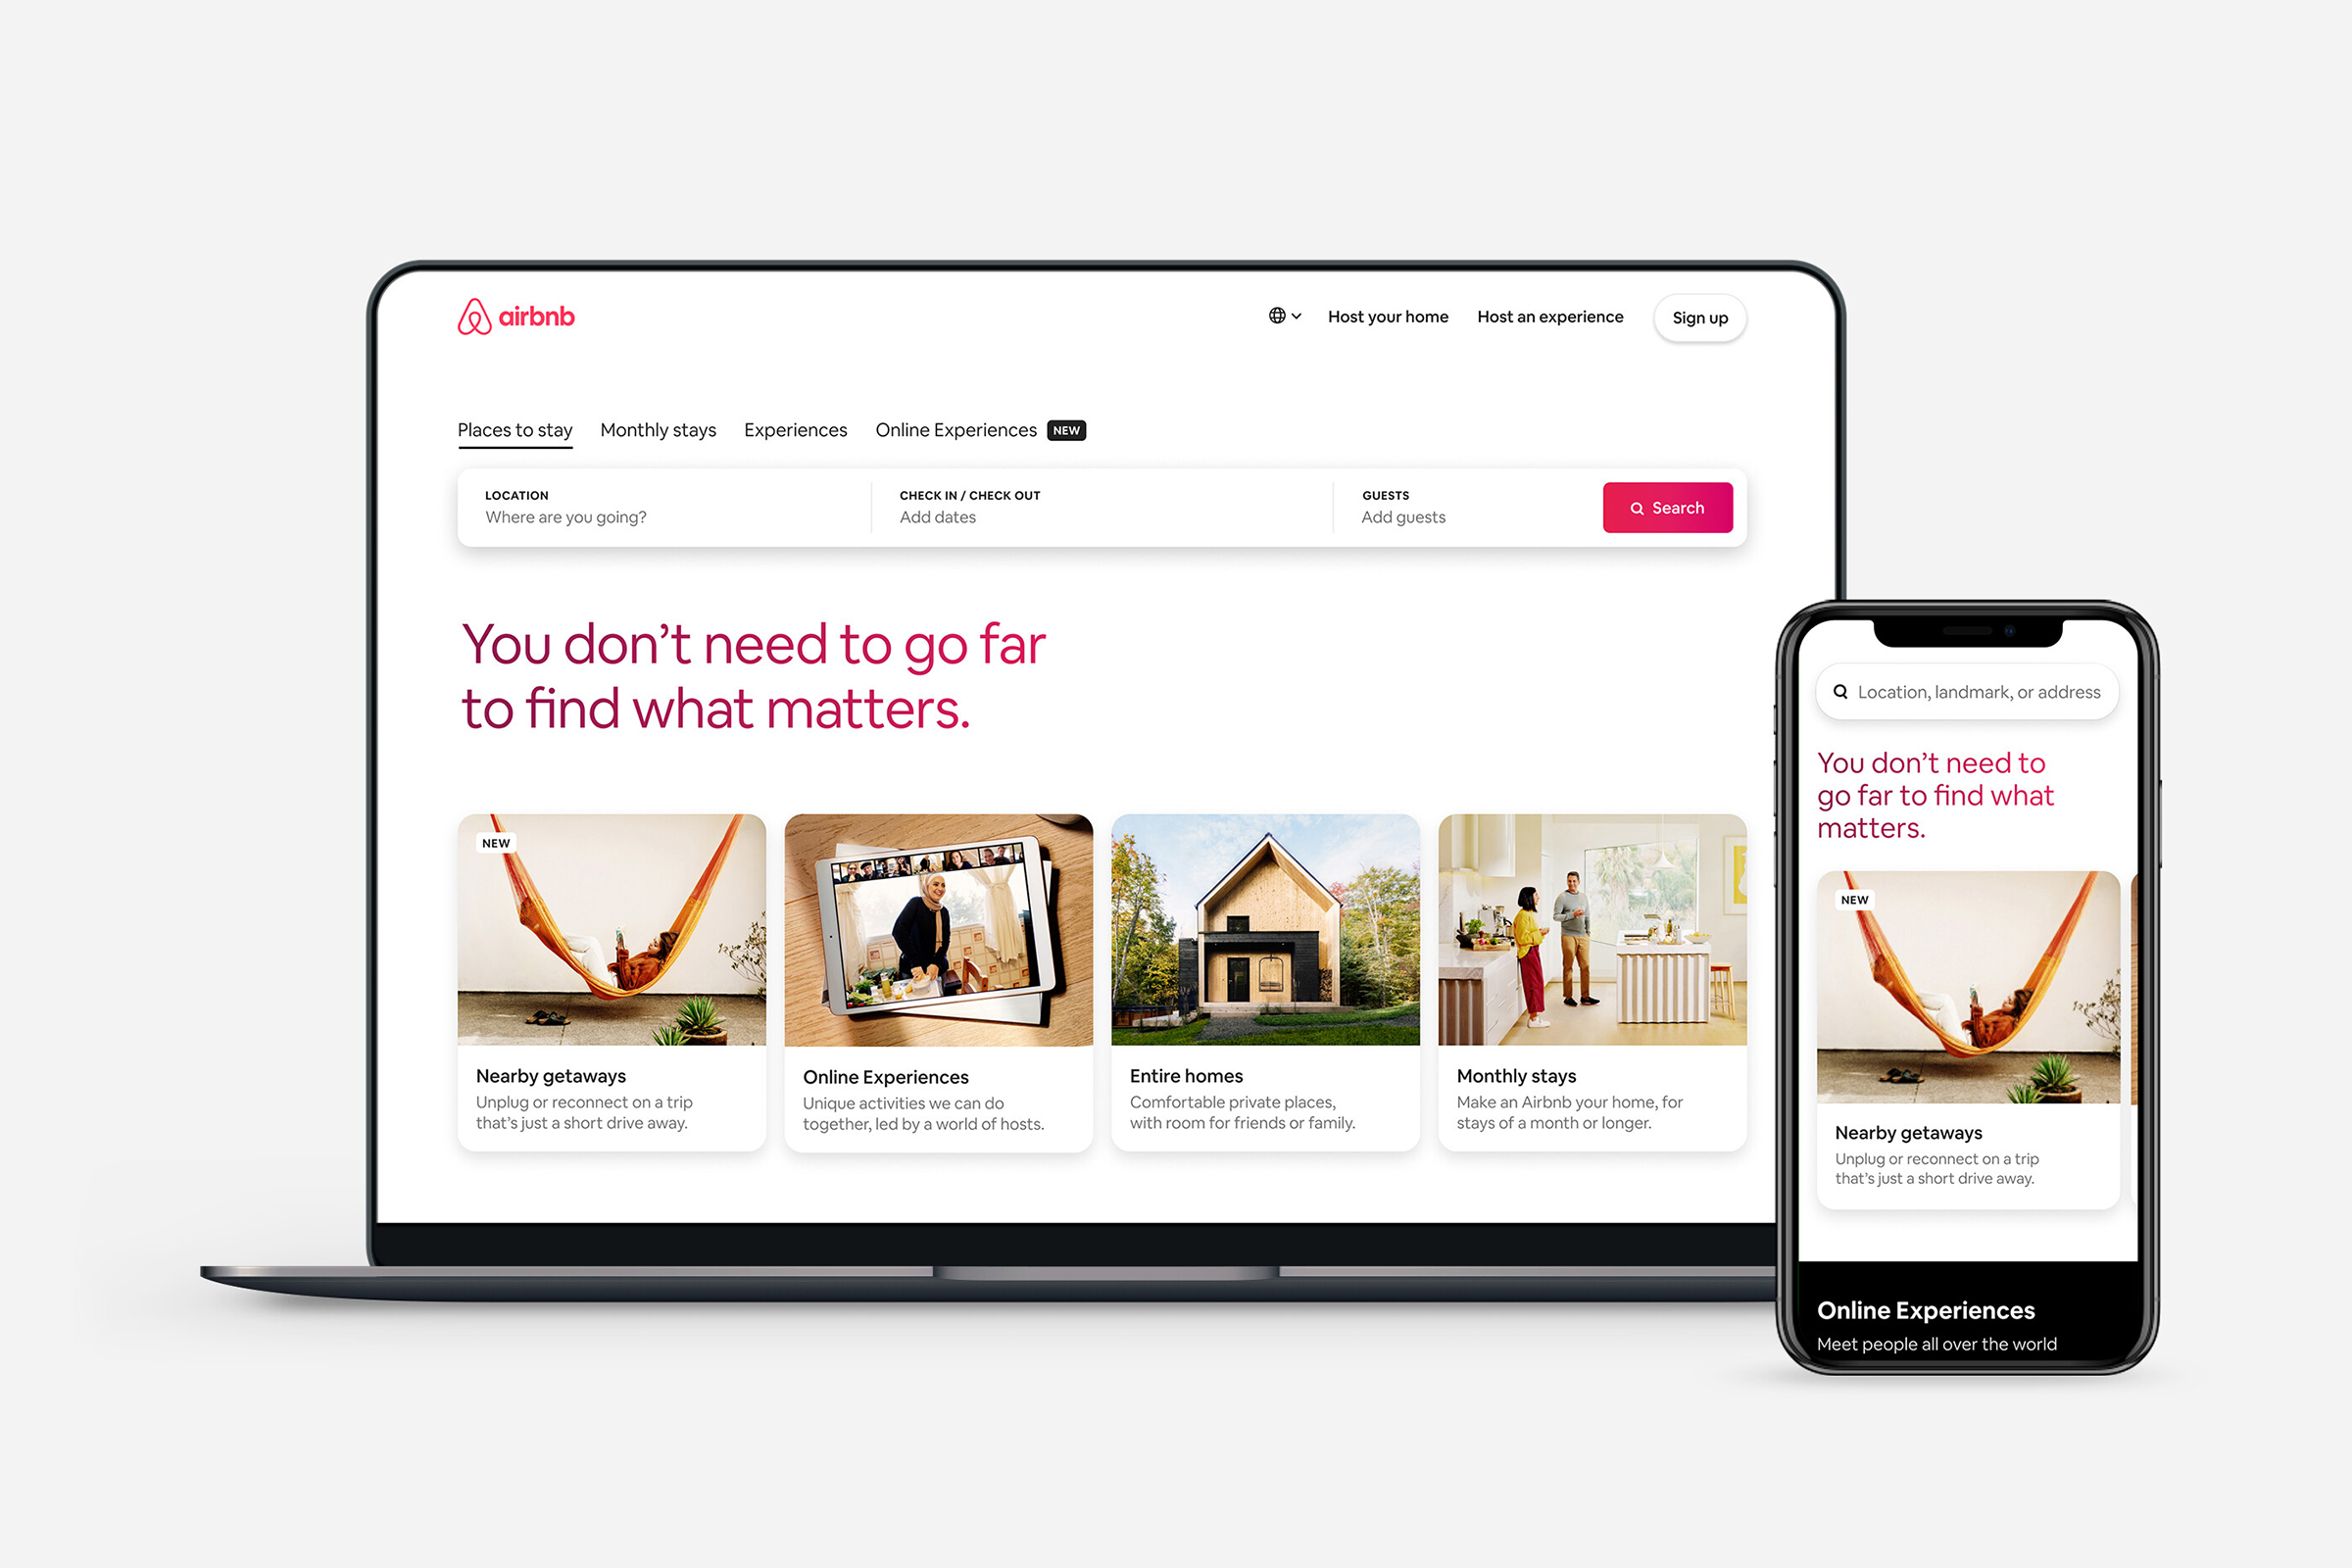 airbnb
Host your home
Host an experience
Sign up
Places to stay
Monthly stays
Experiences
Online Experiences
NEW
LOCATION
Where are you going?
CHECK IN / CHECK OUT
Add dates
GUESTS
Add guests
Search
You don’t need to go far
to find what matters.
NEW
Nearby getaways
Unplug or reconnect on a trip
that’s just a short drive away.
Online Experiences
Unique activities we can do
together, led by a world of hosts.
Entire homes
Comfortable private places,
with room for friends or family.
Monthly stays
Make an Airbnb your home, for
stays of a month or longer.
Location, landmark, or address
You don’t need to
go far to find what
matters.
NEW
Nearby getaways
Unplug or reconnect on a trip
that’s just a short drive away.
Online Experiences
Meet people all over the world